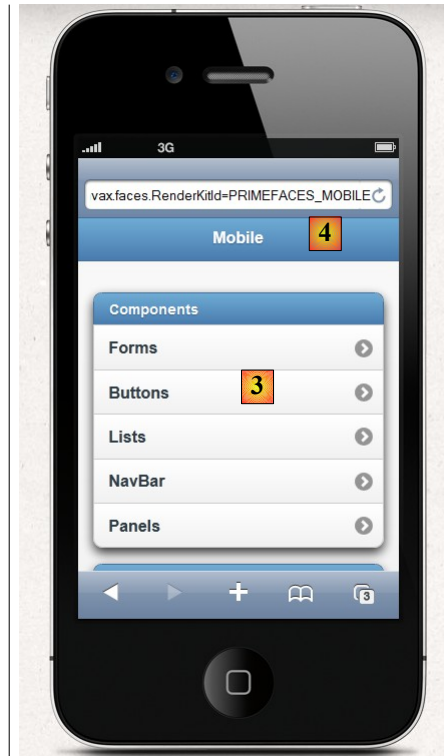 3G
vax.faces.RenderKitId=PRIMEFACES_MOBILE
Mobile
4
Components
Forms
Buttons
3
Lists
NavBar
Panels
3